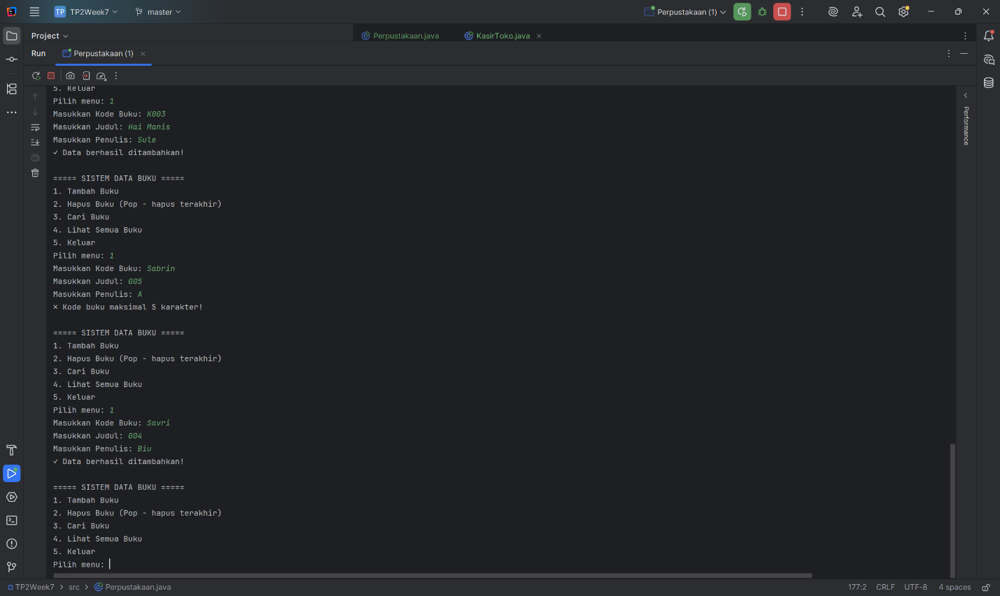 TP TP2Week7 master Perpustakaan (1)
Project Perpustakaan.java KasirToko.java
Run Perpustakaan (1)
5. Keluar
Pilih menu: 1
Masukkan Kode Buku: K003
Masukkan Judul: Hai Manis
Masukkan Penulis: Sule
✓ Data berhasil ditambahkan!
===== SISTEM DATA BUKU =====
1. Tambah Buku
2. Hapus Buku (Pop - hapus terakhir)
3. Cari Buku
4. Lihat Semua Buku
5. Keluar
Pilih menu: 1
Masukkan Kode Buku: Sabrin
Masukkan Judul: 005
Masukkan Penulis: A
✕ Kode buku maksimal 5 karakter!
===== SISTEM DATA BUKU =====
1. Tambah Buku
2. Hapus Buku (Pop - hapus terakhir)
3. Cari Buku
4. Lihat Semua Buku
5. Keluar
Pilih menu: 1
Masukkan Kode Buku: Savri
Masukkan Judul: 004
Masukkan Penulis: Biu
✓ Data berhasil ditambahkan!
===== SISTEM DATA BUKU =====
1. Tambah Buku
2. Hapus Buku (Pop - hapus terakhir)
3. Cari Buku
4. Lihat Semua Buku
5. Keluar
Pilih menu:
Performance
TP2Week7 > src > Perpustakaan.java 177:2 CRLF UTF-8 4 spaces